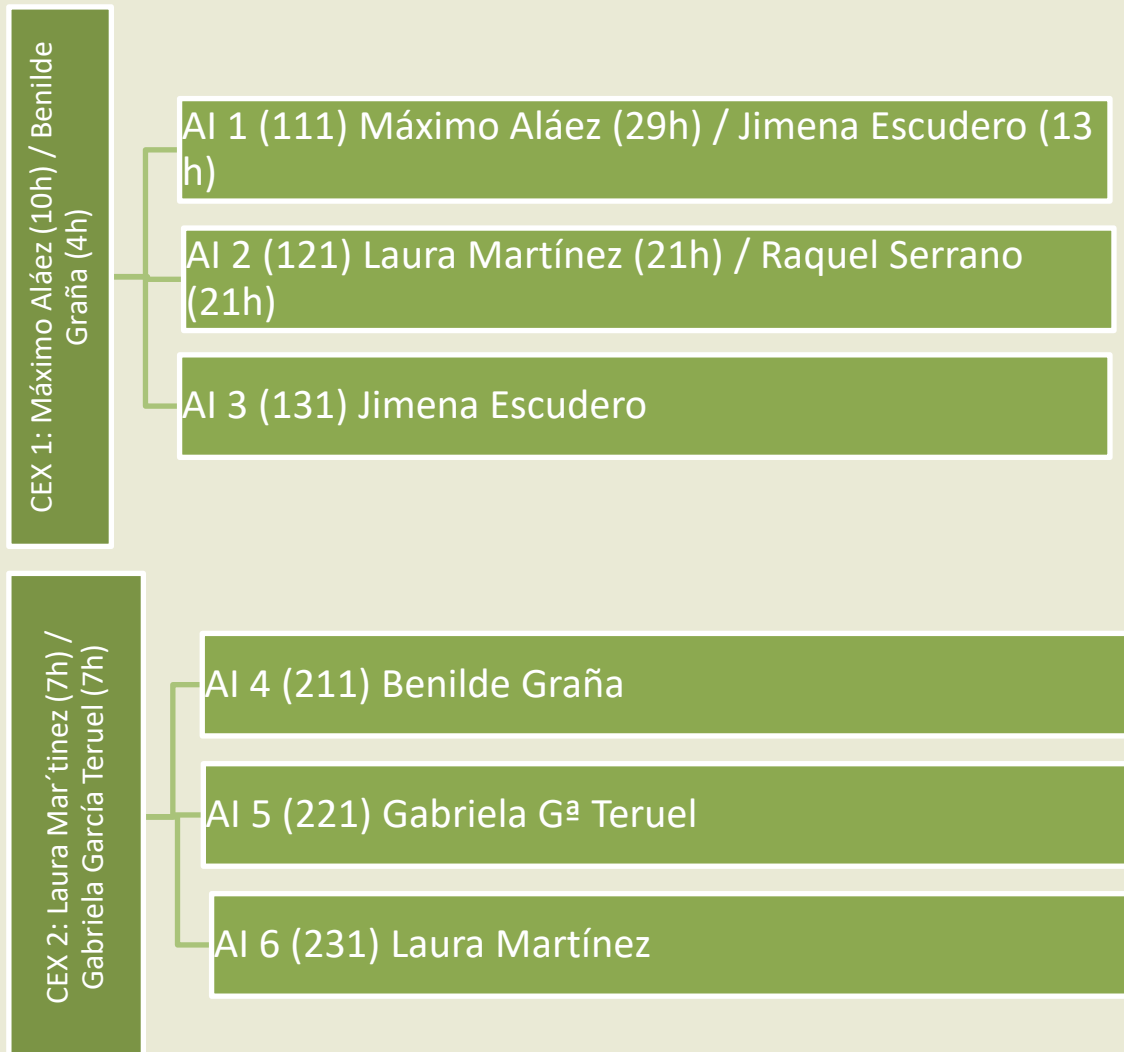 CEX 1: Máximo Aláez (10h) / Benilde
Graña (4h)
AI 1 (111) Máximo Aláez (29h) / Jimena Escudero (13
h)
AI 2 (121) Laura Martínez (21h) / Raquel Serrano
(21h)
AI 3 (131) Jimena Escudero
CEX 2: Laura Mar´tinez (7h) /
Gabriela García Teruel (7h)
AI 4 (211) Benilde Graña
AI 5 (221) Gabriela Gª Teruel
AI 6 (231) Laura Martínez